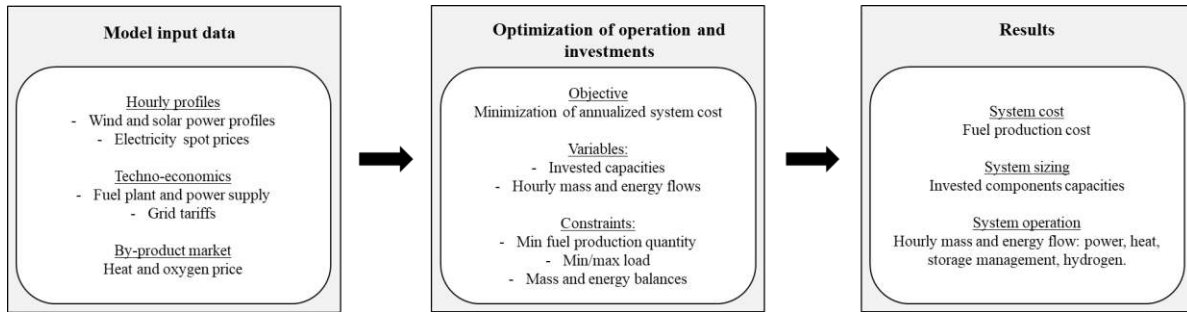 Model input data
Hourly profiles
- Wind and solar power profiles
- Electricity spot prices
Techno-economics
- Fuel plant and power supply
- Grid tariffs
By-product market
Heat and oxygen price
Optimization of operation and
investments
Objective
Minimization of annualized system cost
Variables:
- Invested capacities
- Hourly mass and energy flows
Constraints:
- Min fuel production quantity
- Min/max load
- Mass and energy balances
Results
System cost
Fuel production cost
System sizing
Invested components capacities
System operation
Hourly mass and energy flow: power, heat,
storage management, hydrogen.